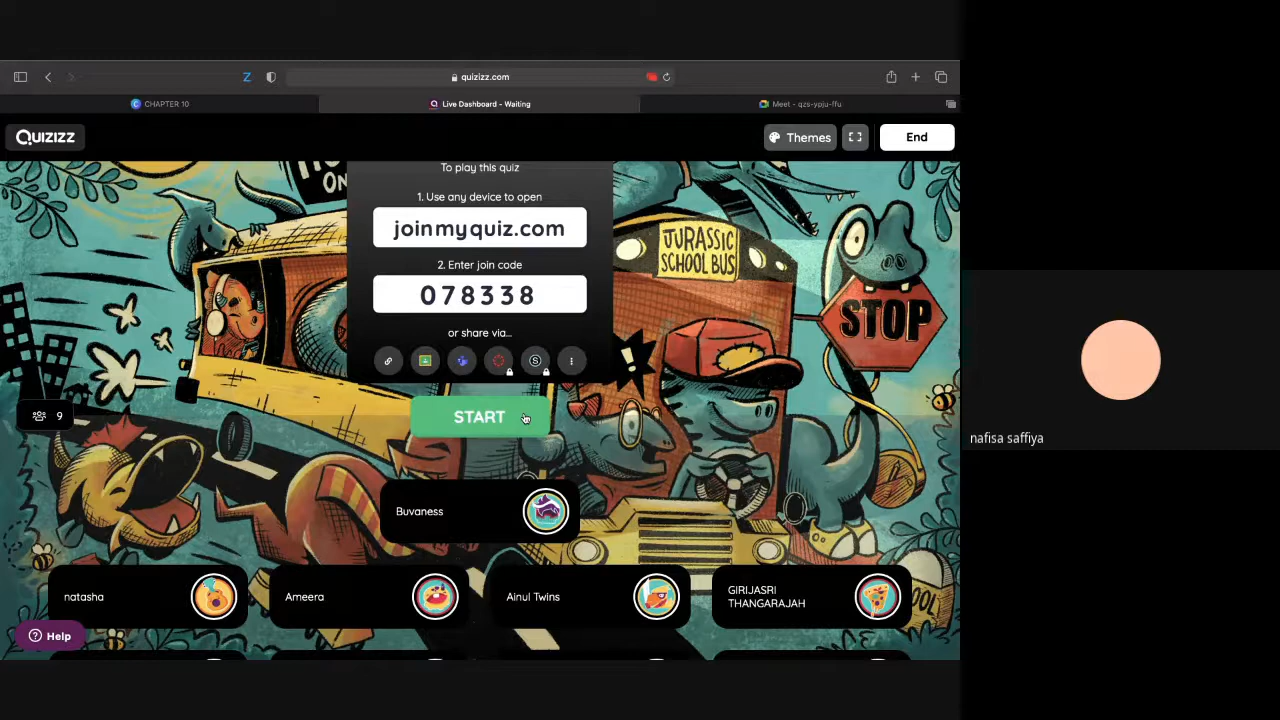 quizizz.com
CHAPTER 10
Live Dashboard - Waiting
Meet - qzs-ypju-ffu
QUIZIZZ
Themes
End
To play this quiz
1. Use any device to open
joinmyquiz.com
2. Enter join code
078338
or share via...
START
9
JURASSIC
SCHOOL BUS
STOP
ON
Buvaness
natasha
Ameera
Ainul Twins
GIRIJASRI
THANGARAJAH
Help
nafisa saffiya